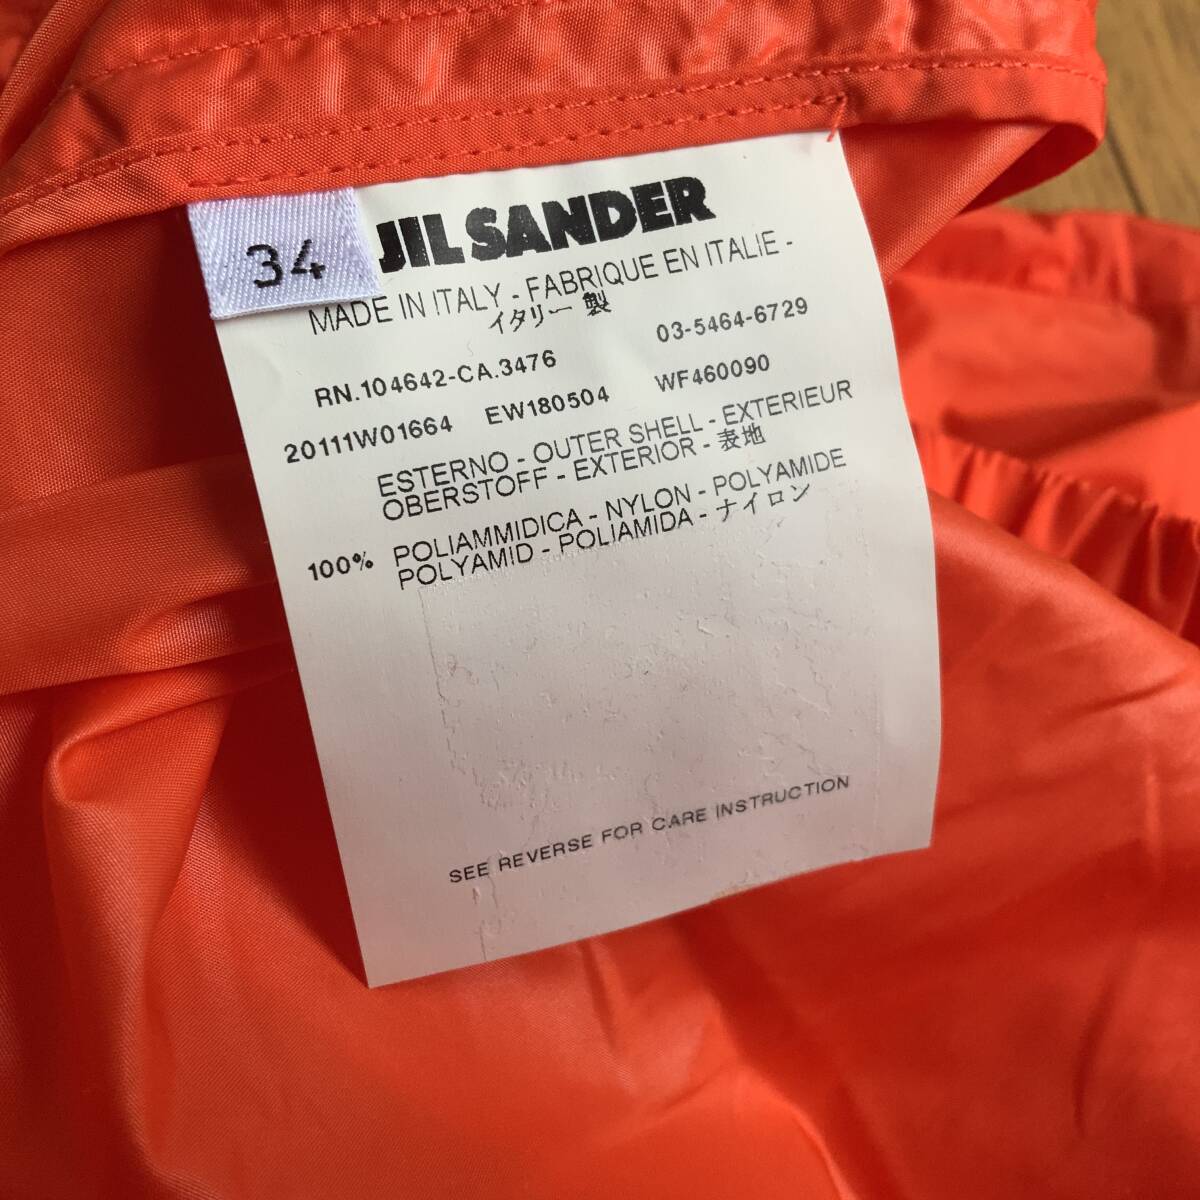 34
JIL SANDER
MADE IN ITALY - FABRIQUE EN ITALIE -
イタリー 製
RN.104642-CA.3476 03-5464-6729
20111W01664 EW180504 WF460090
ESTERNO - OUTER SHELL - EXTERIEUR
OBERSTOFF - EXTERIOR - 表地
100% POLIAMMIDICA - NYLON - POLYAMIDE
POLYAMID - POLIAMIDA - ナイロン
SEE REVERSE FOR CARE INSTRUCTION